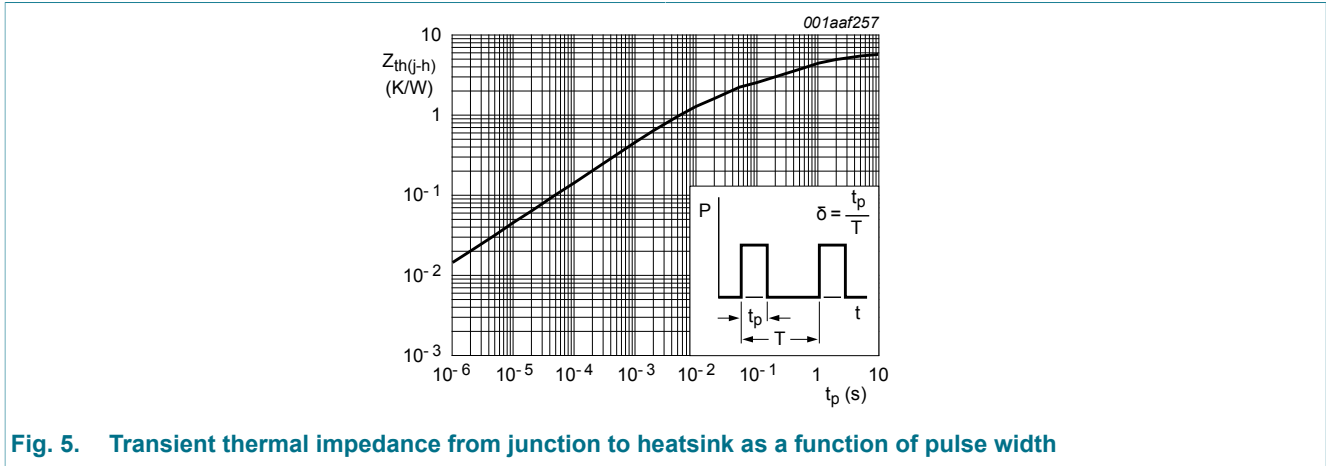 001aaf257
10
Zth(j-h)
(K/W)
1
10-1
10-2
10-3
10-6 10-5 10-4 10-3 10-2 10-1 1 10
tp (s)
P
δ = tp/T
tp
T
t
Fig. 5. Transient thermal impedance from junction to heatsink as a function of pulse width